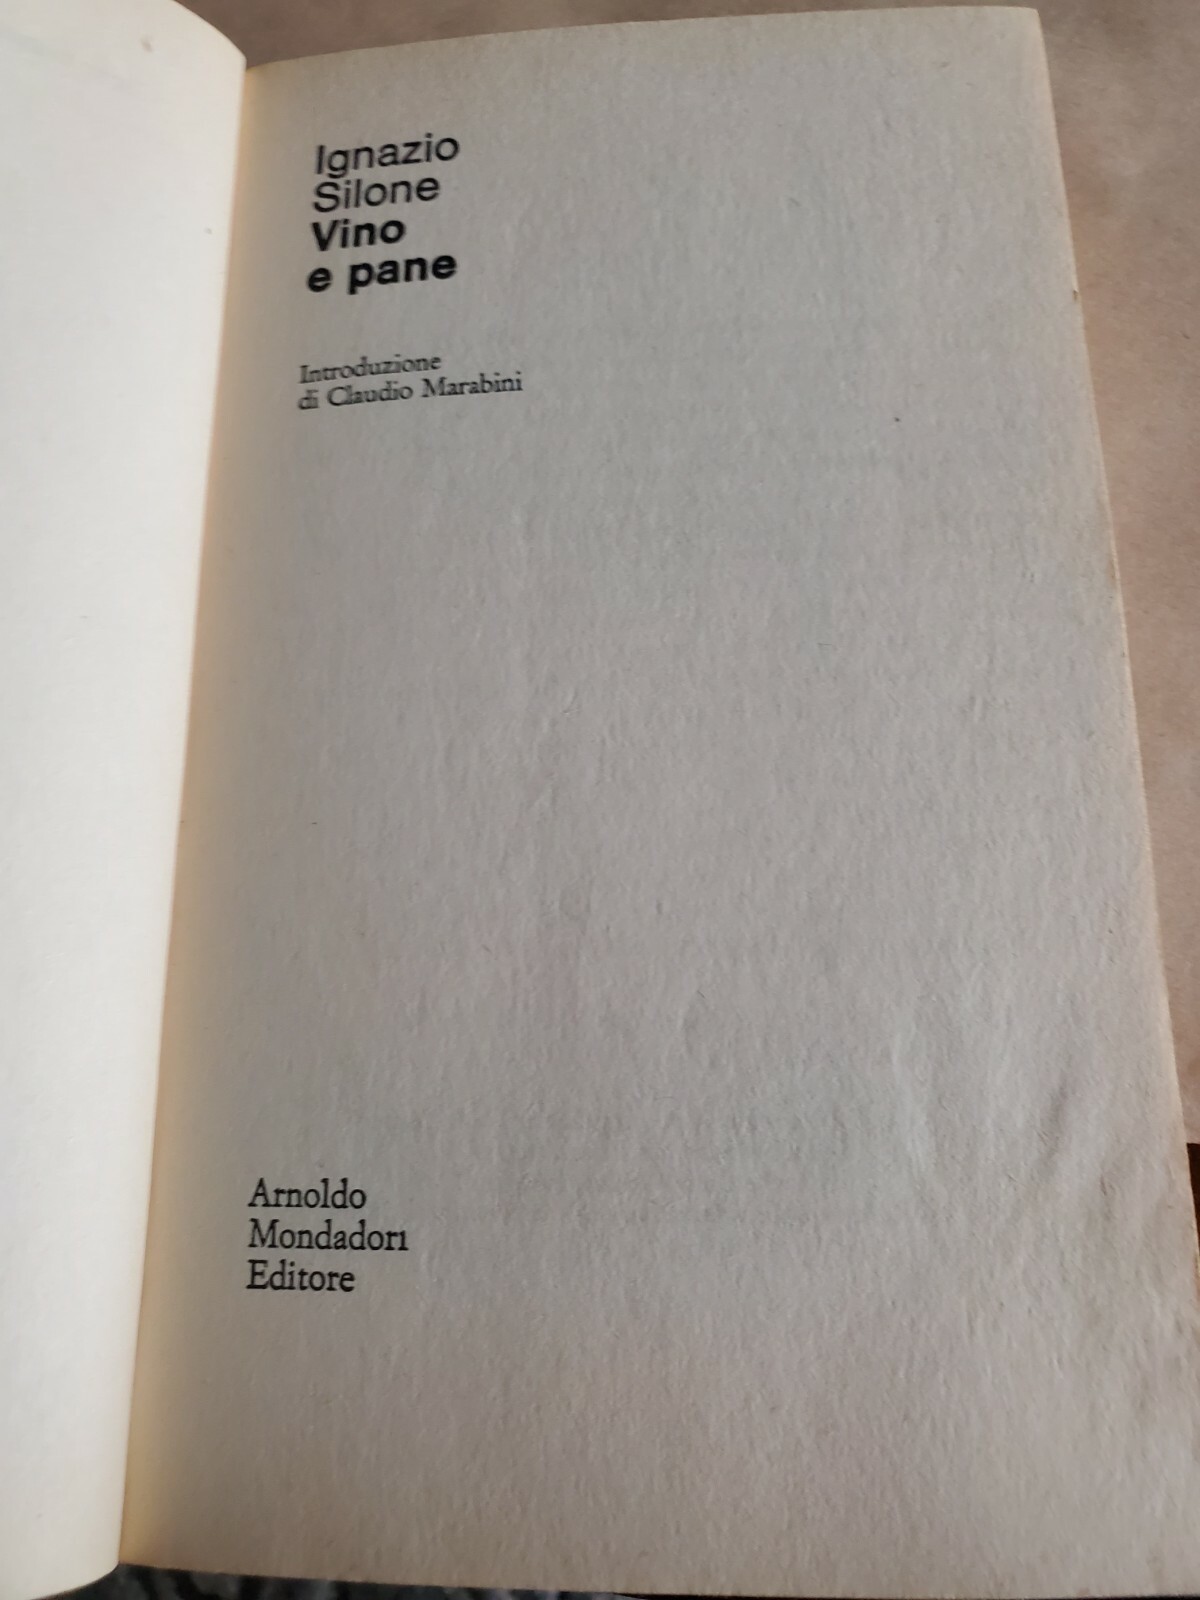 Ignazio
Silone
Vino
e pane
Introduzione
di Claudio Marabini
Arnoldo
Mondadori
Editore